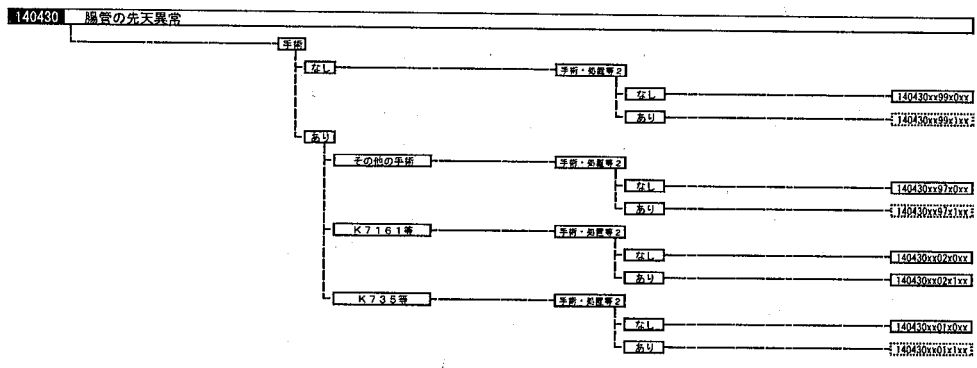 140430 腸管の先天異常
手術
なし 手術・処置等2
なし 140430xx99x0xx
あり 140430xx99x1xx
あり
その他の手術 手術・処置等2
なし 140430xx97x0xx
あり 140430xx97x1xx
K7161等 手術・処置等2
なし 140430xx02x0xx
あり 140430xx02x1xx
K735等 手術・処置等2
なし 140430xx01x0xx
あり 140430xx01x1xx